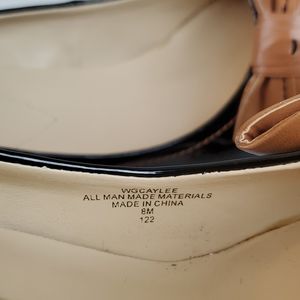 WGCAYLEE
ALL MAN MADE MATERIALS
MADE IN CHINA
8M
122